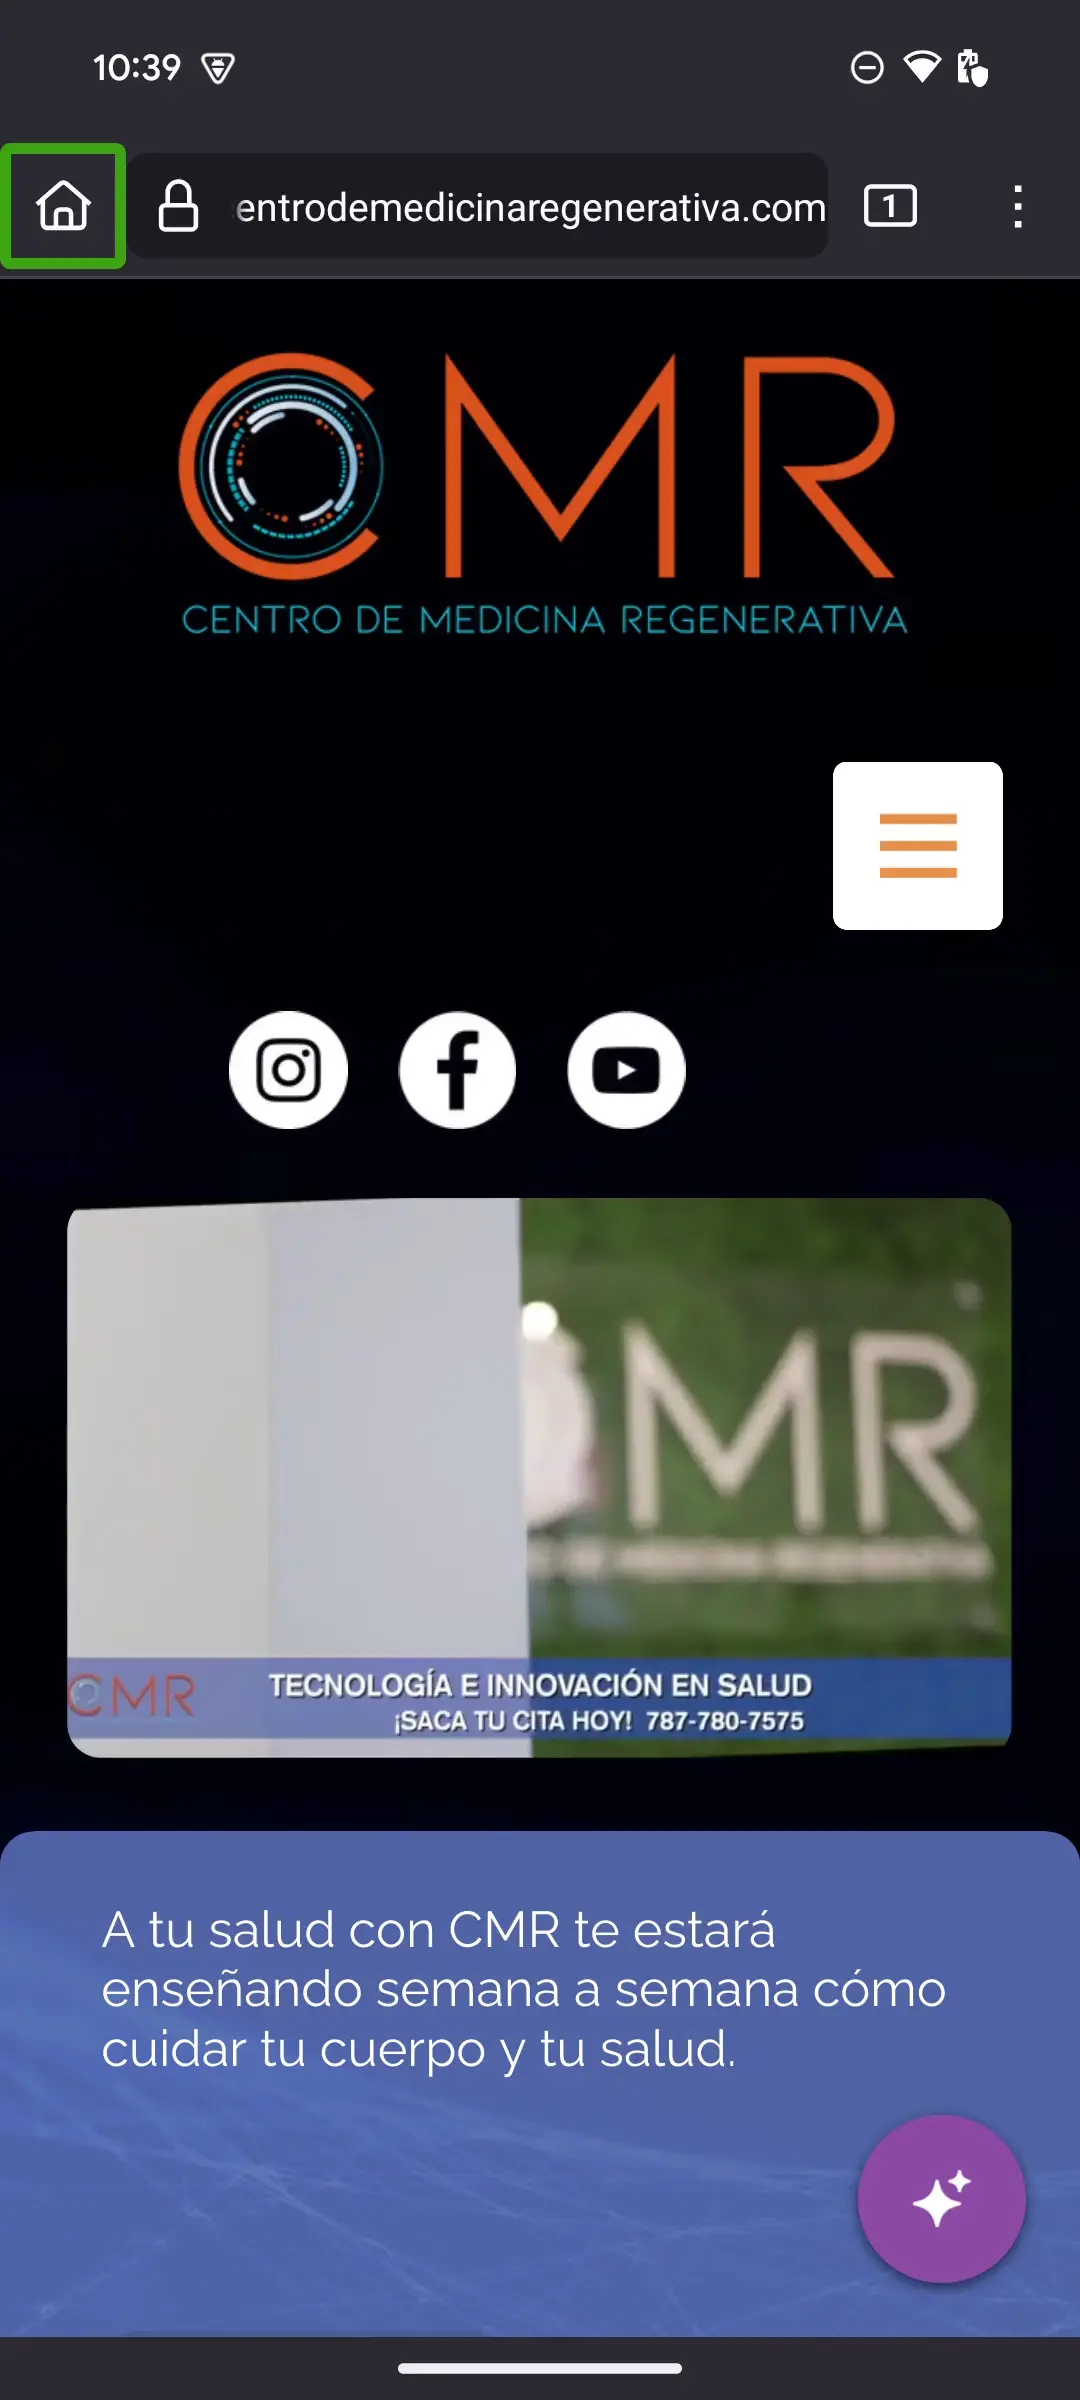 10:39
entrodemedicinaregenerativa.com
1
CMR
CENTRO DE MEDICINA REGENERATIVA
MR
CMR
TECNOLOGÍA E INNOVACIÓN EN SALUD
¡SACA TU CITA HOY! 787-780-7575
A tu salud con CMR te estará
enseñando semana a semana cómo
cuidar tu cuerpo y tu salud.